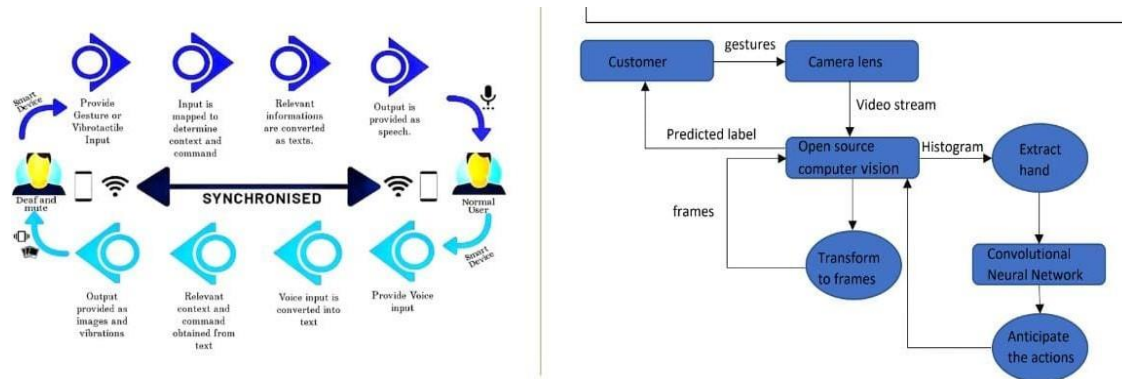 Smart Device
Provide
Gesture or
Vibrotactile
Input
Input is
mapped to
determine
context and
command
Relevant
informations
are converted
as texts.
Output is
provided as
speech.
Deaf and
mute
SYNCHRONISED
Normal
User
Smart
Device
Output
provided as
images and
vibrations
Relevant
context and
command
obtained from
text
Voice input is
converted into
text
Provide Voice
input
Customer
gestures
Camera lens
Video stream
Predicted label
Open source
computer vision
Histogram
Extract
hand
frames
Transform
to frames
Convolutional
Neural Network
Anticipate
the actions